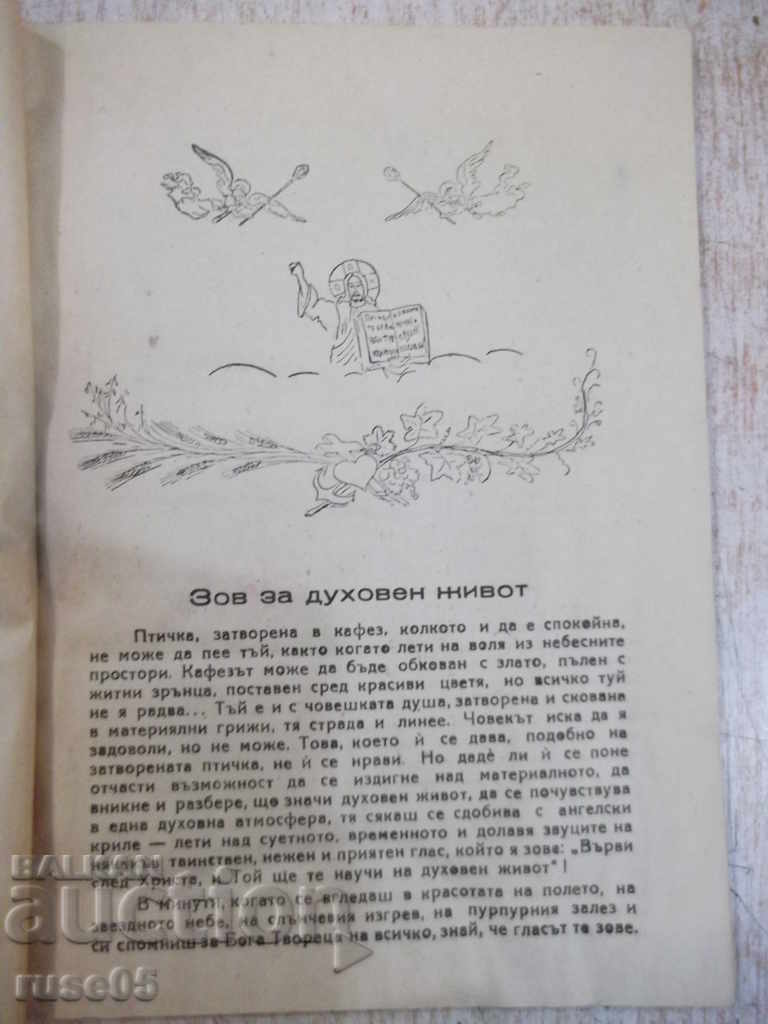 Зов за духовен живот
Птичка, затворена в кафез, колкото и да е спокойна,
не може да пее тъй, както когато лети на воля из небесните
простори. Кафезът може да бъде обкован с злато, пълен с
житни зрънца, поставен сред красиви цветя, но всичко туй
не я радва... Тъй е и с човешката душа, затворена и скована
в материялни грижи, тя страда и линее. Човекът иска да я
задоволи, но не може. Това, което ѝ се дава, подобно на
затворената птичка, не ѝ се нрави. Но дадѐ ли ѝ се поне
отчасти възможност да се издигне над материалното, да
вникне и разбере, що значи духовен живот, да се почувствува
в една духовна атмосфера, тя сякаш се сдобива с ангелски
криле — лети над суетното, временното и долавя звуците на
някакъв таинствен, нежен и приятен глас, който я зове: „Върви
след Христа, и Той ще те научи на духовен живот"!
В минути, когато се вгледаш в красотата на полето, на
звездното небе, на слънчевия изгрев, на пурпурния залез и
си спомниш за Бога Твореца на всичко, знай, че гласът те зове.
BALKAN
auction
ruse05